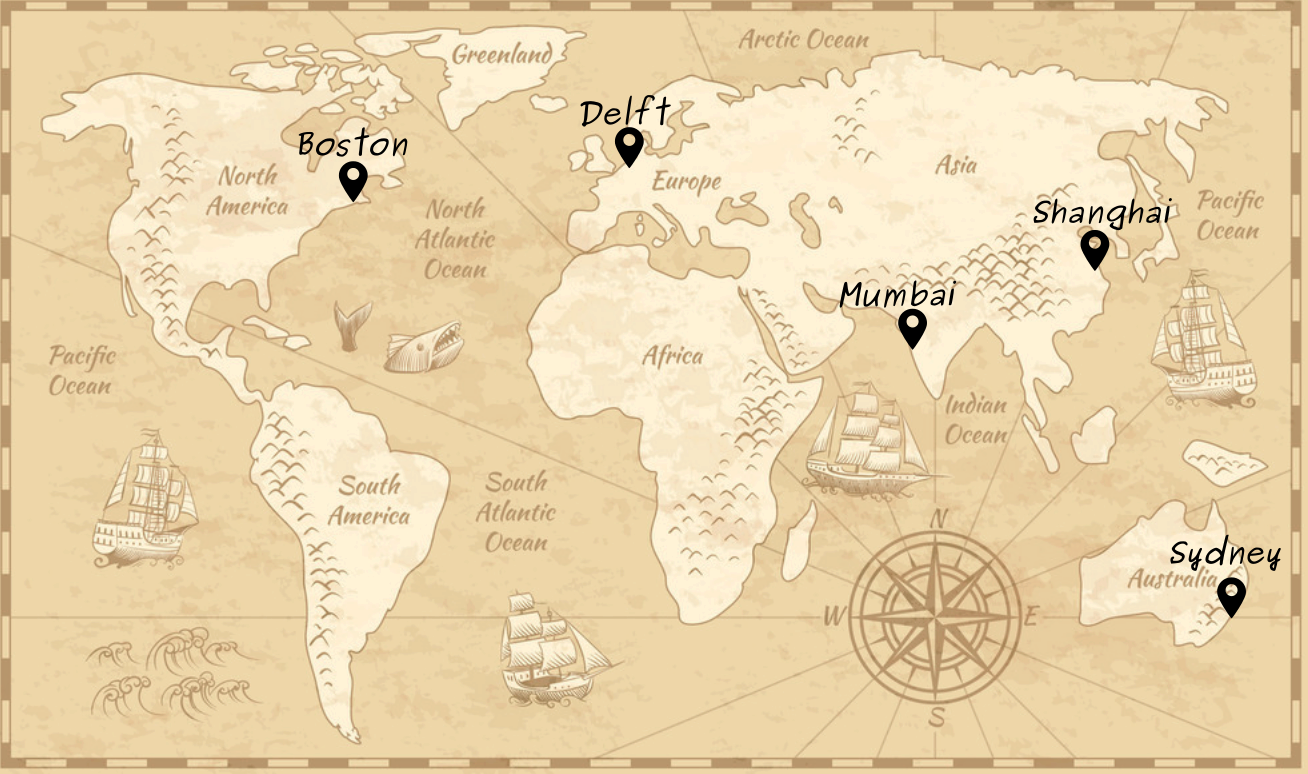 Arctic Ocean
Greenland
Delft
Boston
North
America
Europe
Asia
North
Atlantic
Ocean
Shanghai
Pacific
Ocean
Mumbai
Africa
Pacific
Ocean
Indian
Ocean
South
America
South
Atlantic
Ocean
N
W
E
S
Sydney
Australia